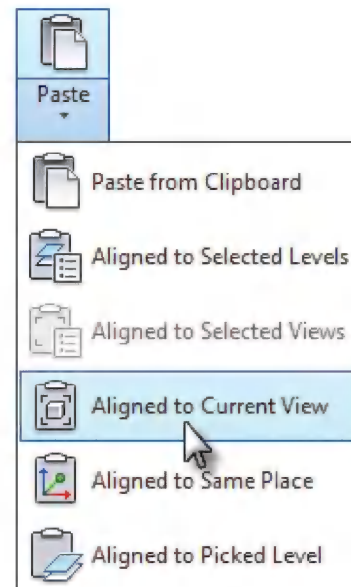 Paste
Paste from Clipboard
Aligned to Selected Levels
Aligned to Selected Views
Aligned to Current View
Aligned to Same Place
Aligned to Picked Level